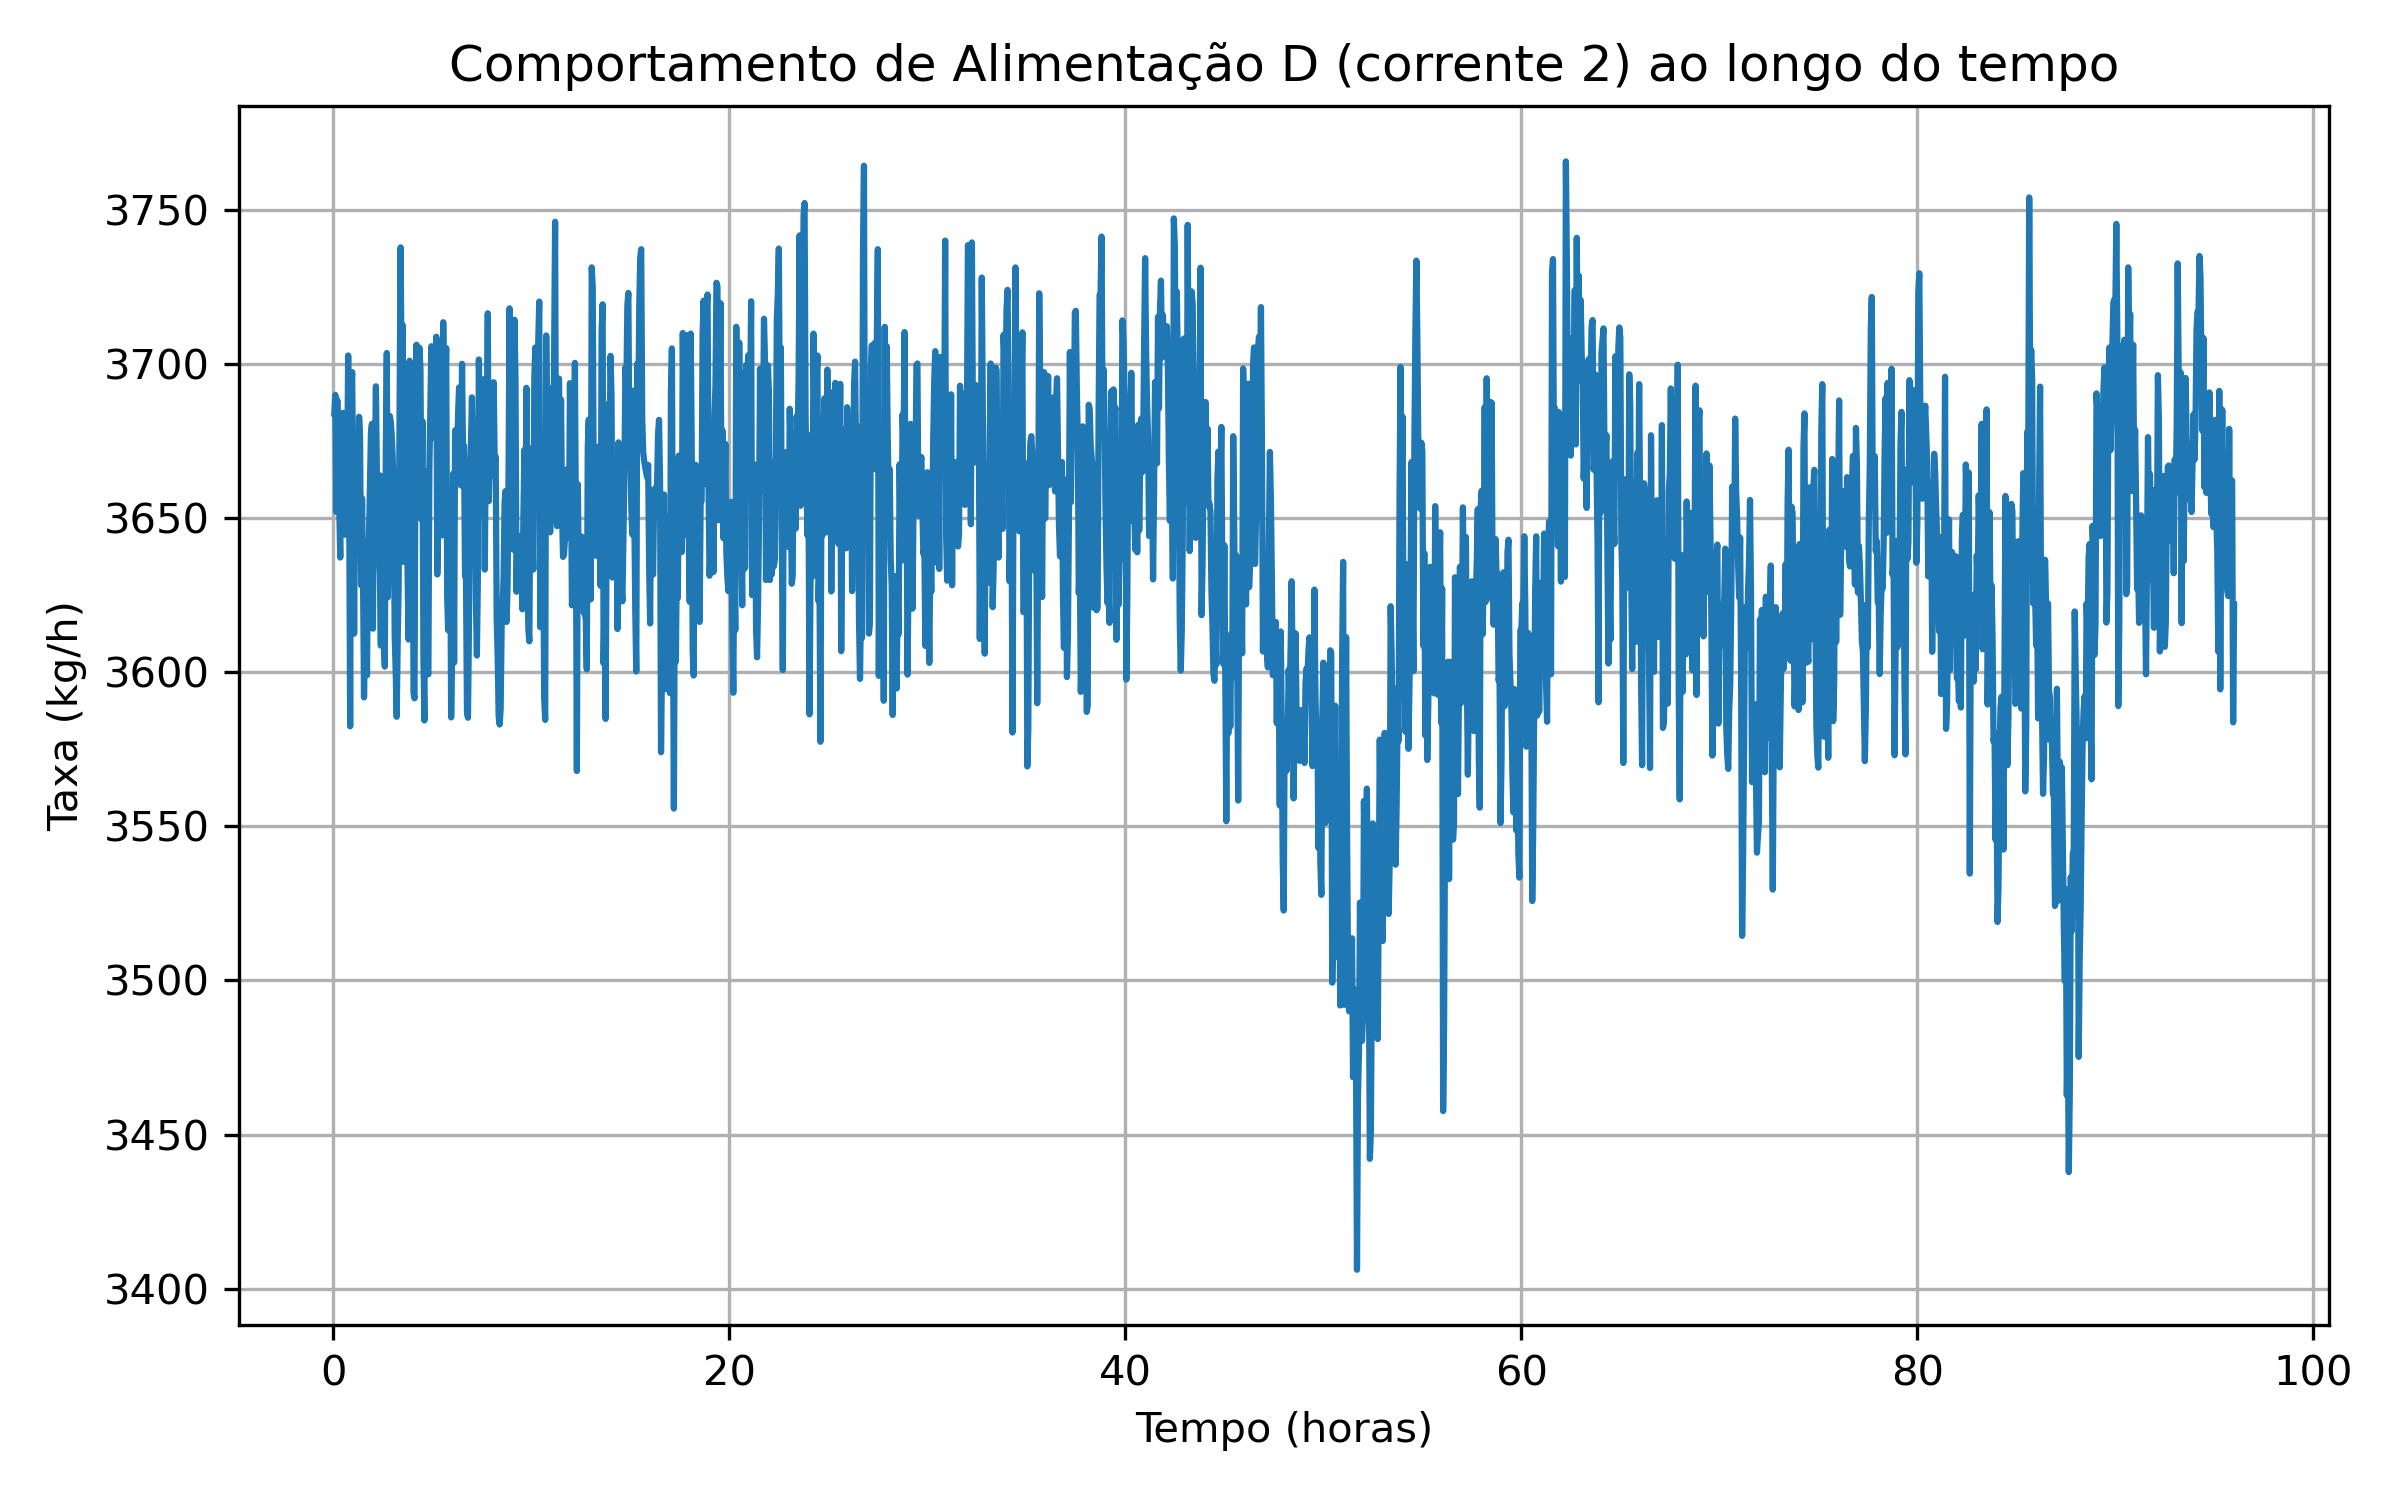 Comportamento de Alimentação D (corrente 2) ao longo do tempo
Taxa (kg/h)
3750
3700
3650
3600
3550
3500
3450
3400
0 20 40 60 80 100
Tempo (horas)